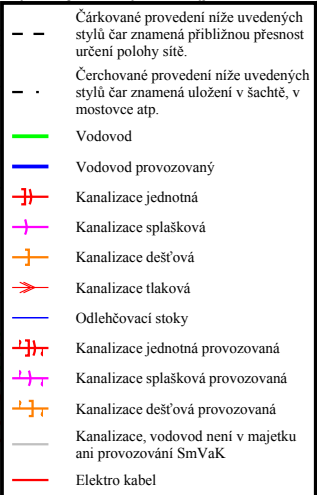 Čárkované provedení níže uvedených
stylů čar znamená přibližnou přesnost
určení polohy sítě.
Čerchované provedení níže uvedených
stylů čar znamená uložení v šachtě, v
mostovce atp.
Vodovod
Vodovod provozovaný
Kanalizace jednotná
Kanalizace splašková
Kanalizace dešťová
Kanalizace tlaková
Odlehčovací stoky
Kanalizace jednotná provozovaná
Kanalizace splašková provozovaná
Kanalizace dešťová provozovaná
Kanalizace, vodovod není v majetku
ani provozování SmVaK
Elektro kabel